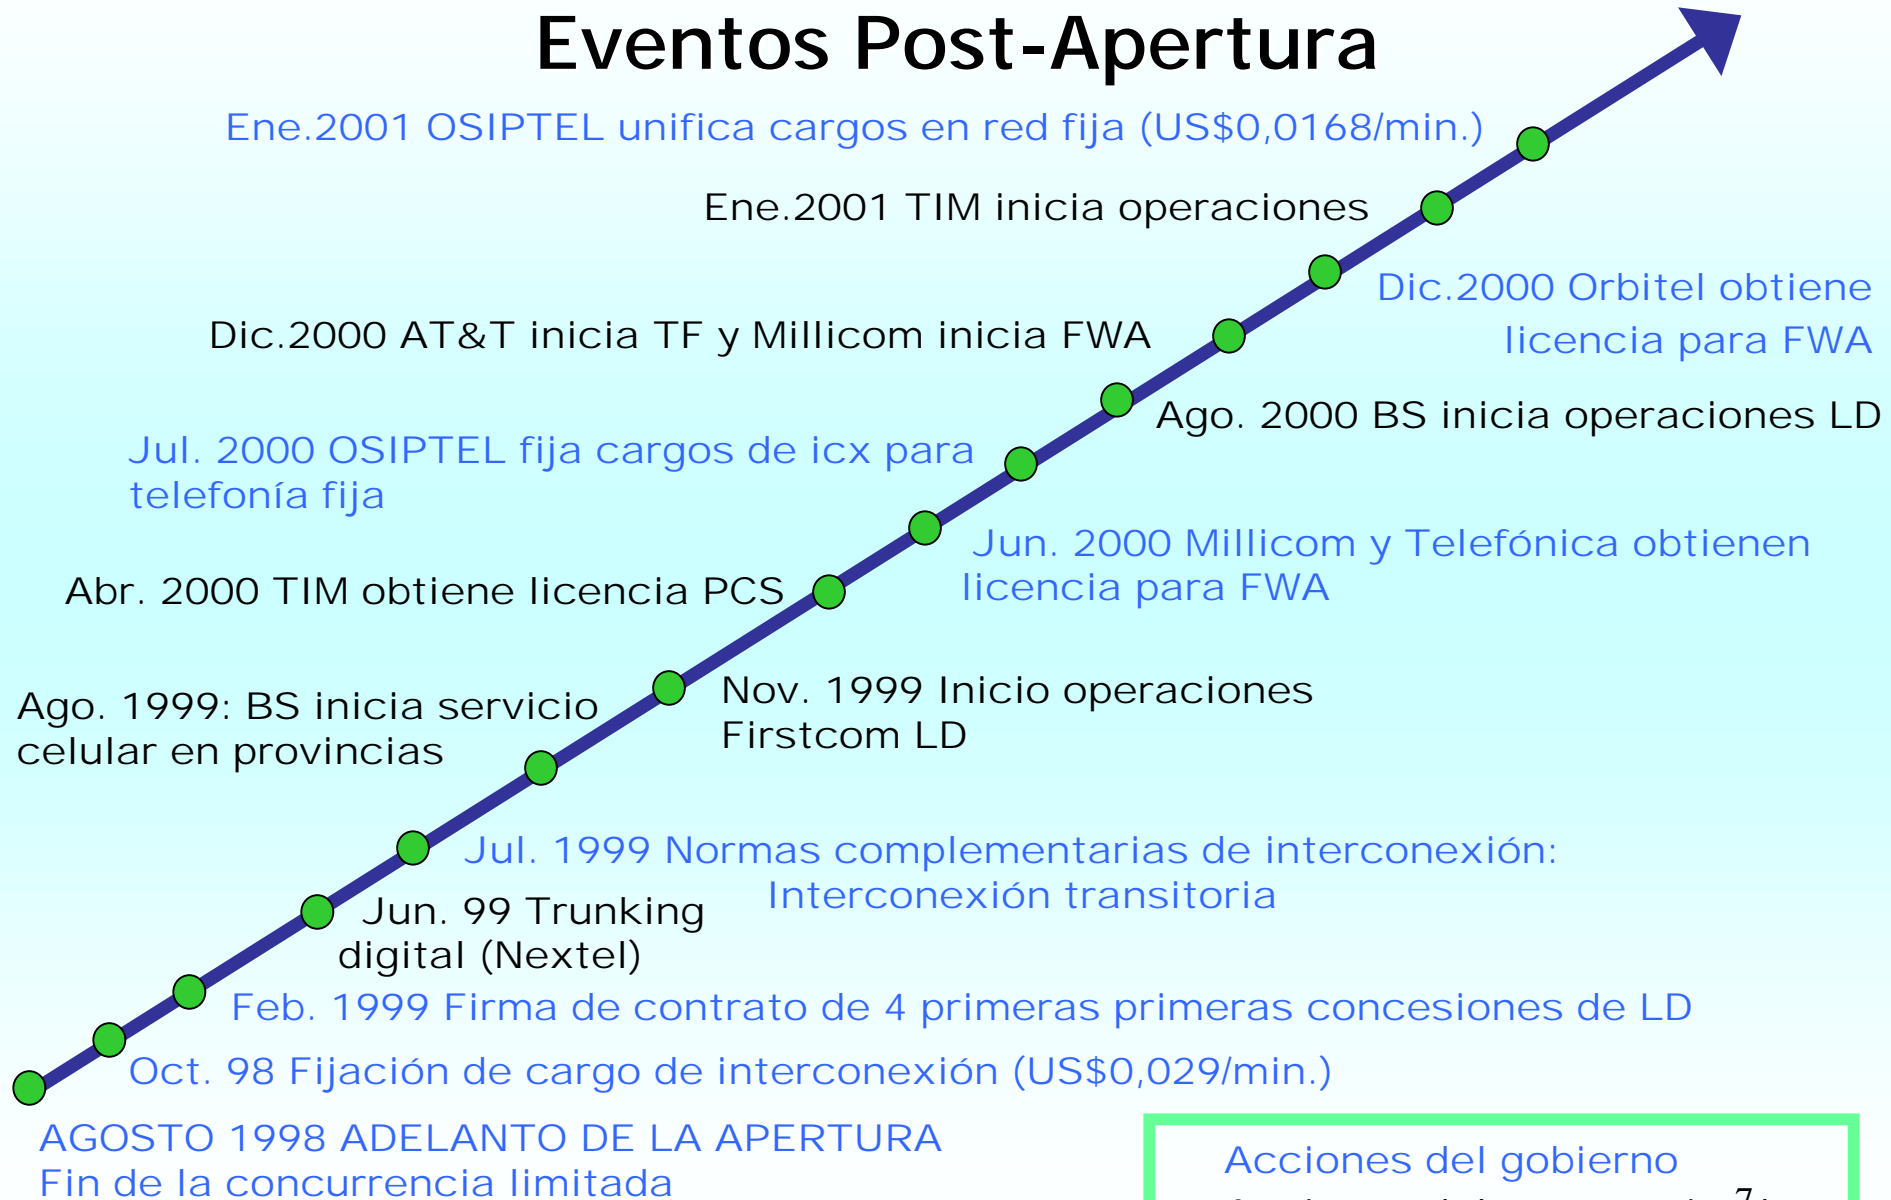 Eventos Post-Apertura
Ene.2001 OSIPTEL unifica cargos en red fija (US$0,0168/min.)
Ene.2001 TIM inicia operaciones
Dic.2000 Orbitel obtiene
licencia para FWA
Dic.2000 AT&T inicia TF y Millicom inicia FWA
Ago. 2000 BS inicia operaciones LD
Jul. 2000 OSIPTEL fija cargos de icx para
telefonía fija
Jun. 2000 Millicom y Telefónica obtienen
licencia para FWA
Abr. 2000 TIM obtiene licencia PCS
Nov. 1999 Inicio operaciones
Firstcom LD
Ago. 1999: BS inicia servicio
celular en provincias
Jul. 1999 Normas complementarias de interconexión:
Interconexión transitoria
Jun. 99 Trunking
digital (Nextel)
Feb. 1999 Firma de contrato de 4 primeras primeras concesiones de LD
Oct. 98 Fijación de cargo de interconexión (US$0,029/min.)
AGOSTO 1998 ADELANTO DE LA APERTURA
Fin de la concurrencia limitada
Acciones del gobierno
7